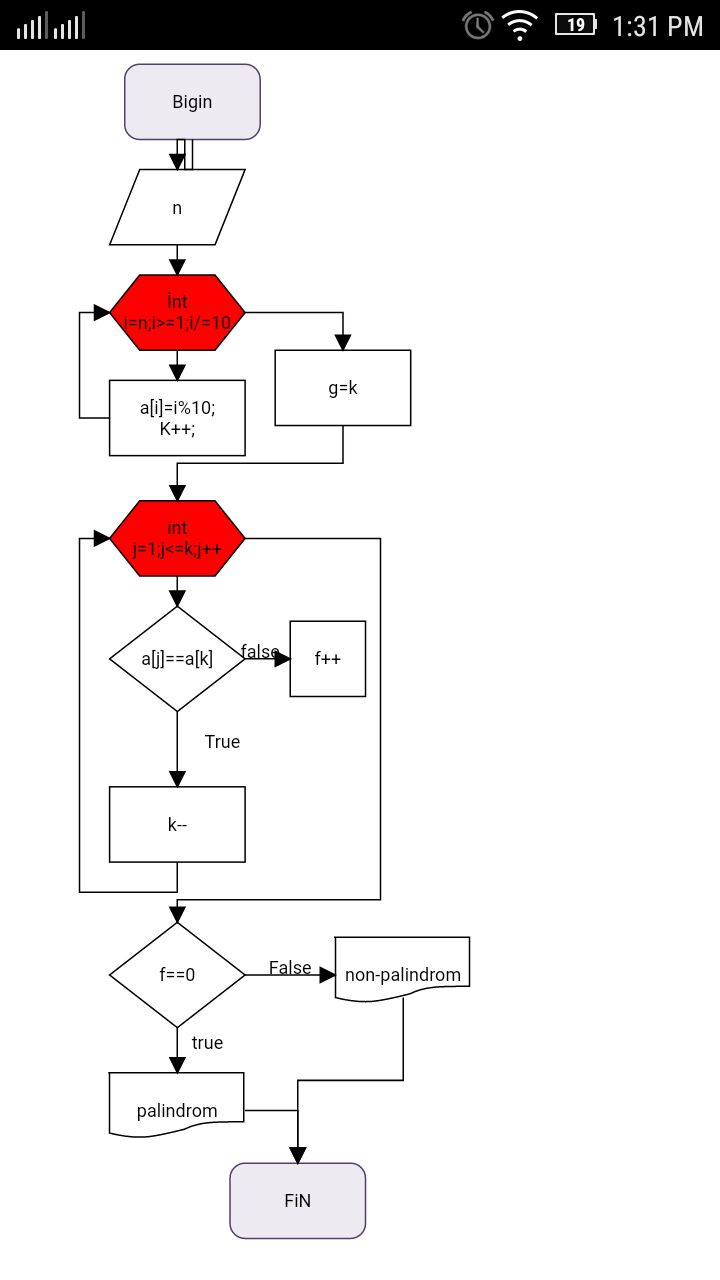 19 1:31 PM
Bigin
n
İnt
i=n;i>=1;i/=10
a[i]=i%10;
K++;
g=k
int
j=1;j<=k;j++
a[j]==a[k]
false
f++
True
k--
f==0
False
non-palindrom
true
palindrom
FiN